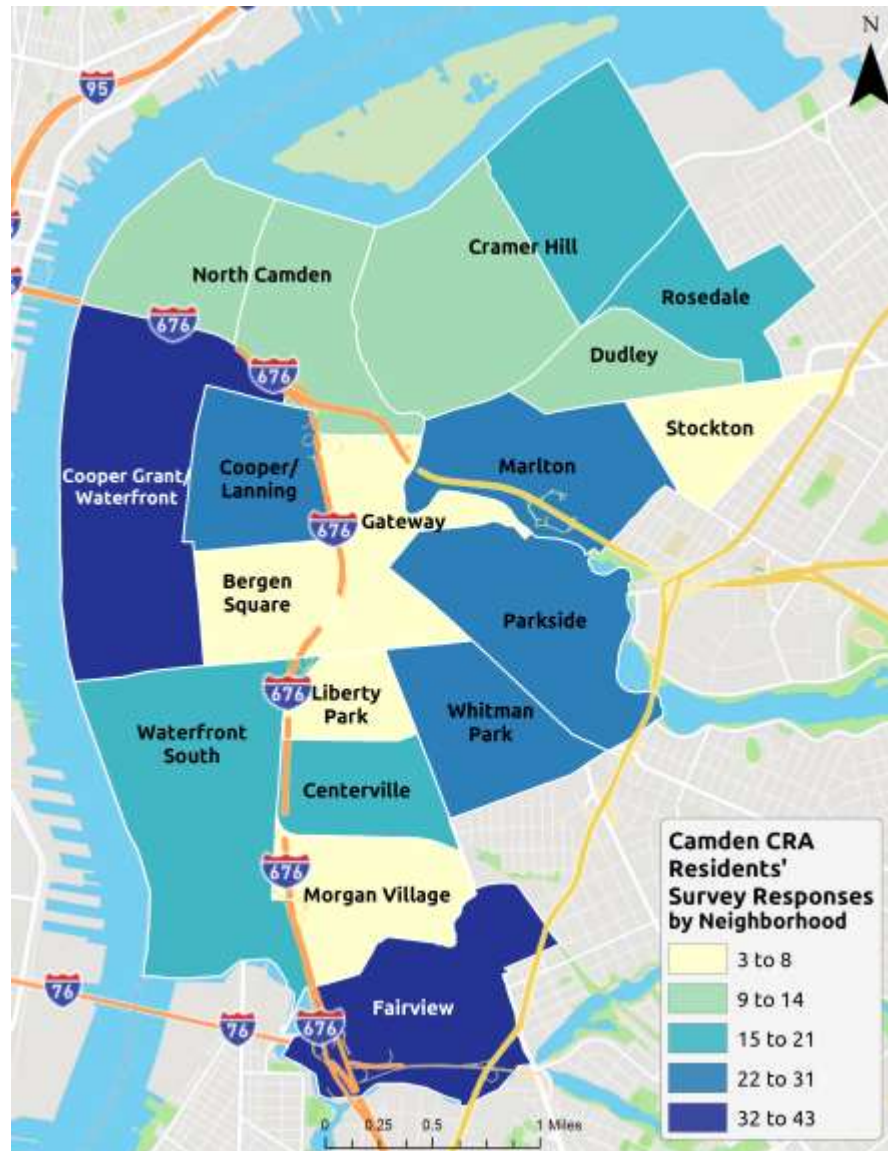 N
95
Cramer Hill
North Camden
Rosedale
676
Dudley
676
Stockton
Marlton
Cooper Grant/
Waterfront
Cooper/
Lanning
676
Gateway
Bergen
Square
Parkside
676
Liberty
Park
Whitman
Park
Waterfront
South
Centerville
676
Morgan Village
Camden CRA
Residents'
Survey Responses
by Neighborhood
3 to 8
9 to 14
15 to 21
22 to 31
32 to 43
76
Fairview
76
676
0 0.25 0.5 1 Miles